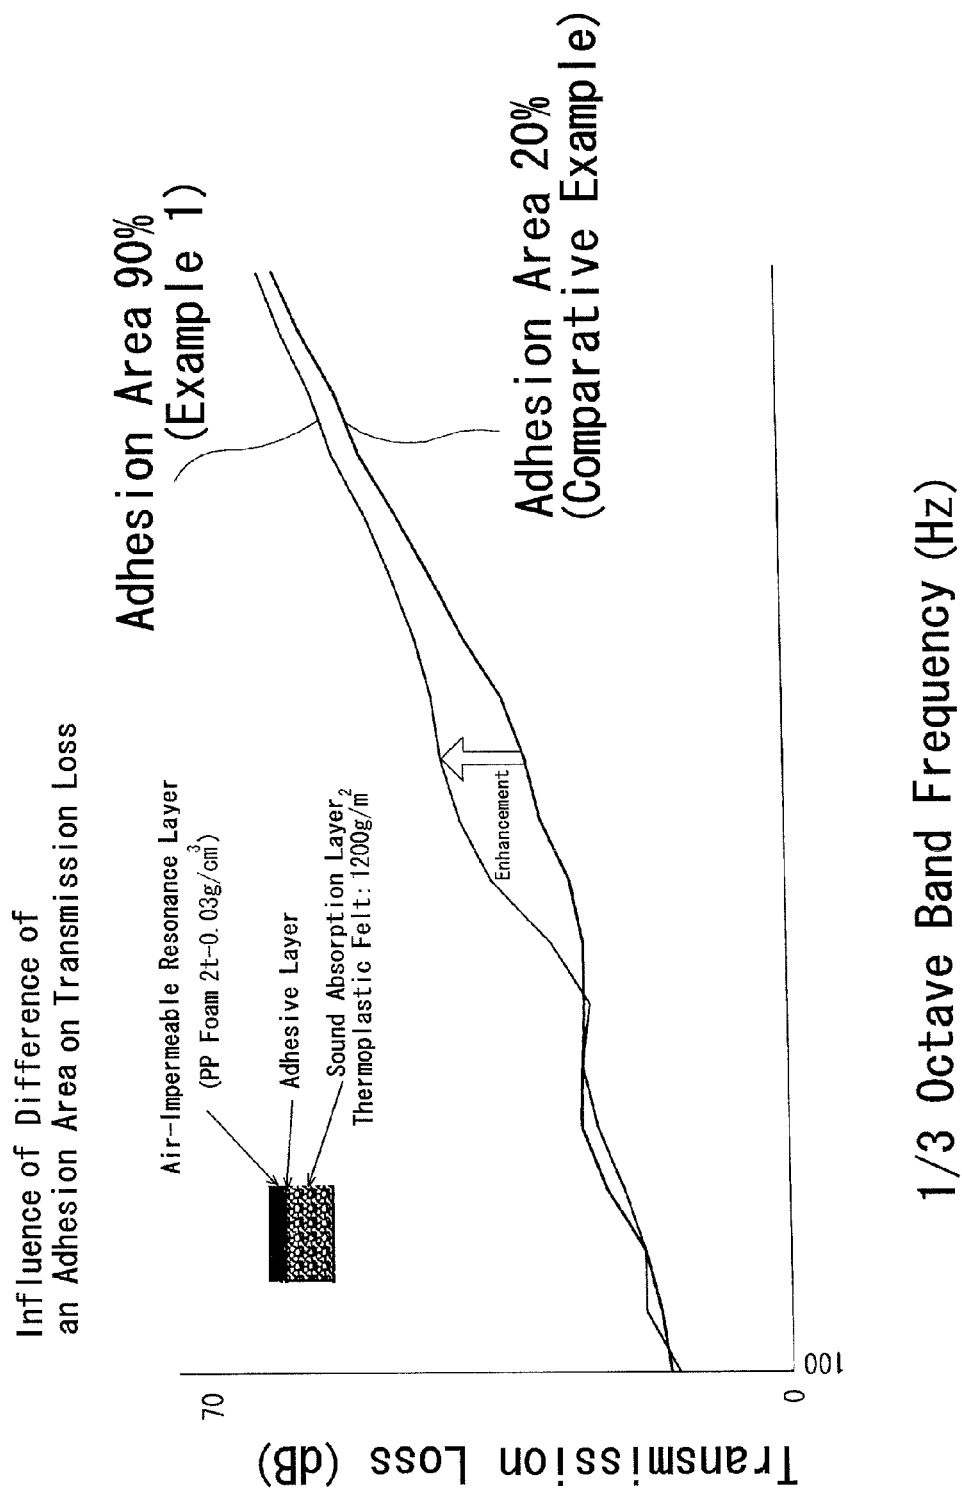 Influence of Difference of
an Adhesion Area on Transmission Loss
Air-Impermeable Resonance Layer
(PP Foam 2t-0.03g/cm³)
Adhesive Layer
Sound Absorption Layer
Thermoplastic Felt: 1200g/m²
Adhesion Area 90%
(Example 1)
Enhancement
Adhesion Area 20%
(Comparative Example)
Transmission Loss (dB)
70
0
100
1/3 Octave Band Frequency (Hz)